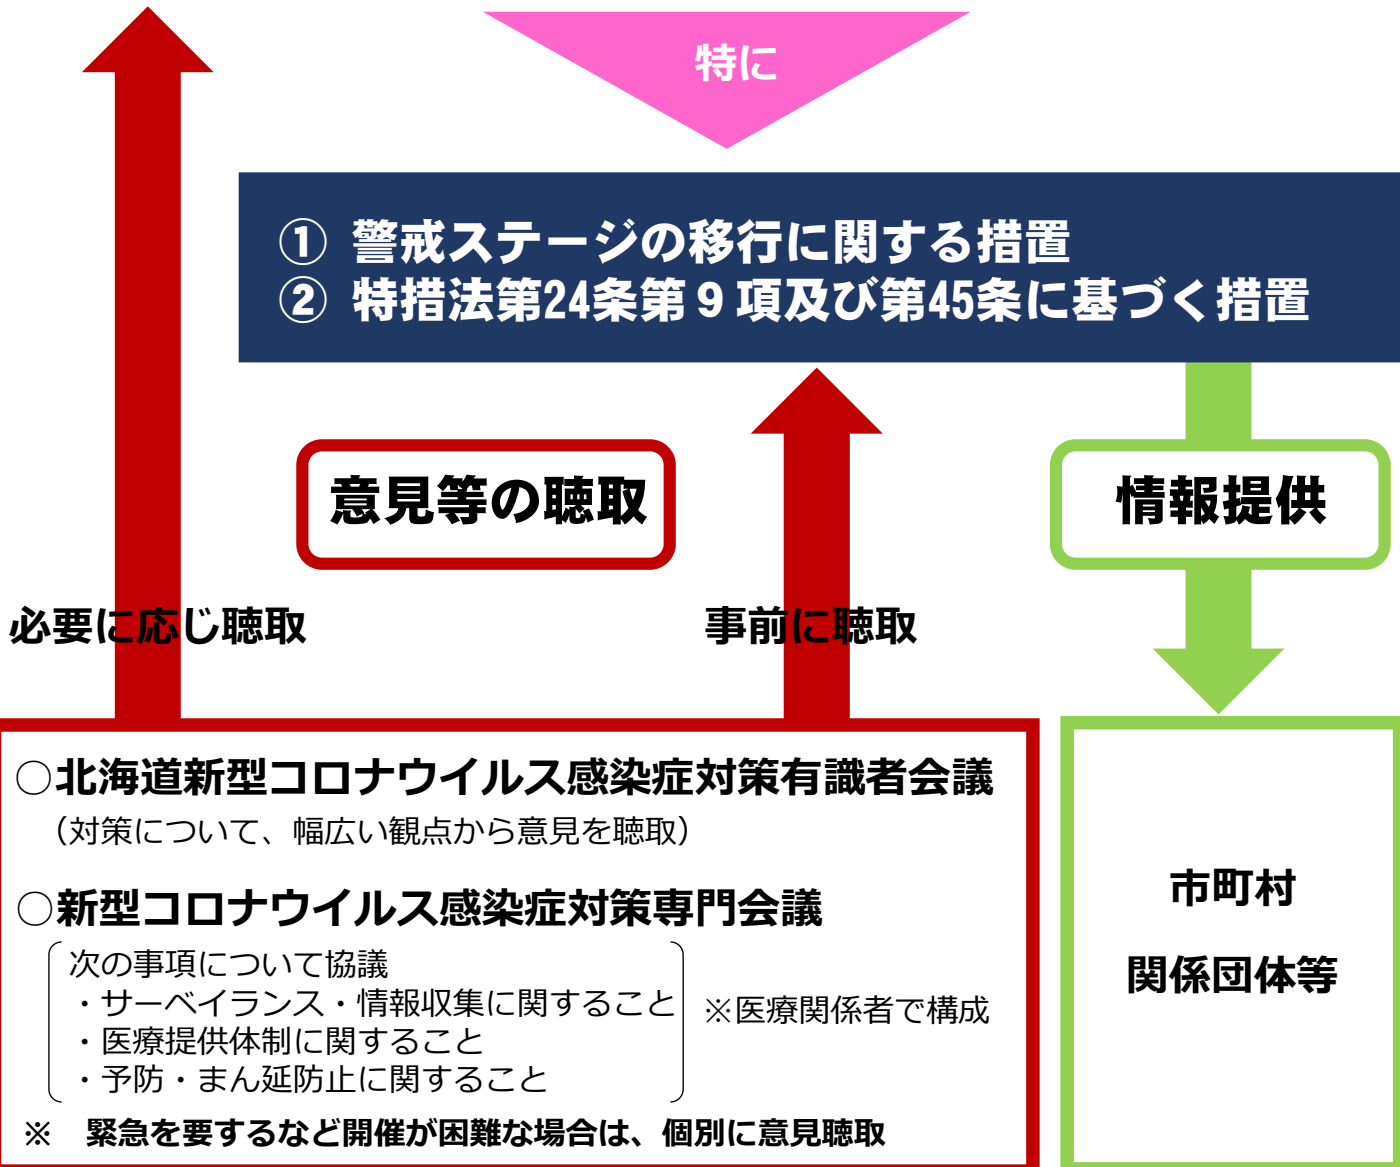 特に
① 警戒ステージの移行に関する措置
② 特措法第24条第９項及び第45条に基づく措置
意見等の聴取
情報提供
必要に応じ聴取
事前に聴取
○北海道新型コロナウイルス感染症対策有識者会議
（対策について、幅広い観点から意見を聴取）
○新型コロナウイルス感染症対策専門会議
次の事項について協議
・サーベイランス・情報収集に関すること
・医療提供体制に関すること
・予防・まん延防止に関すること
※医療関係者で構成
※　緊急を要するなど開催が困難な場合は、個別に意見聴取
市町村
関係団体等